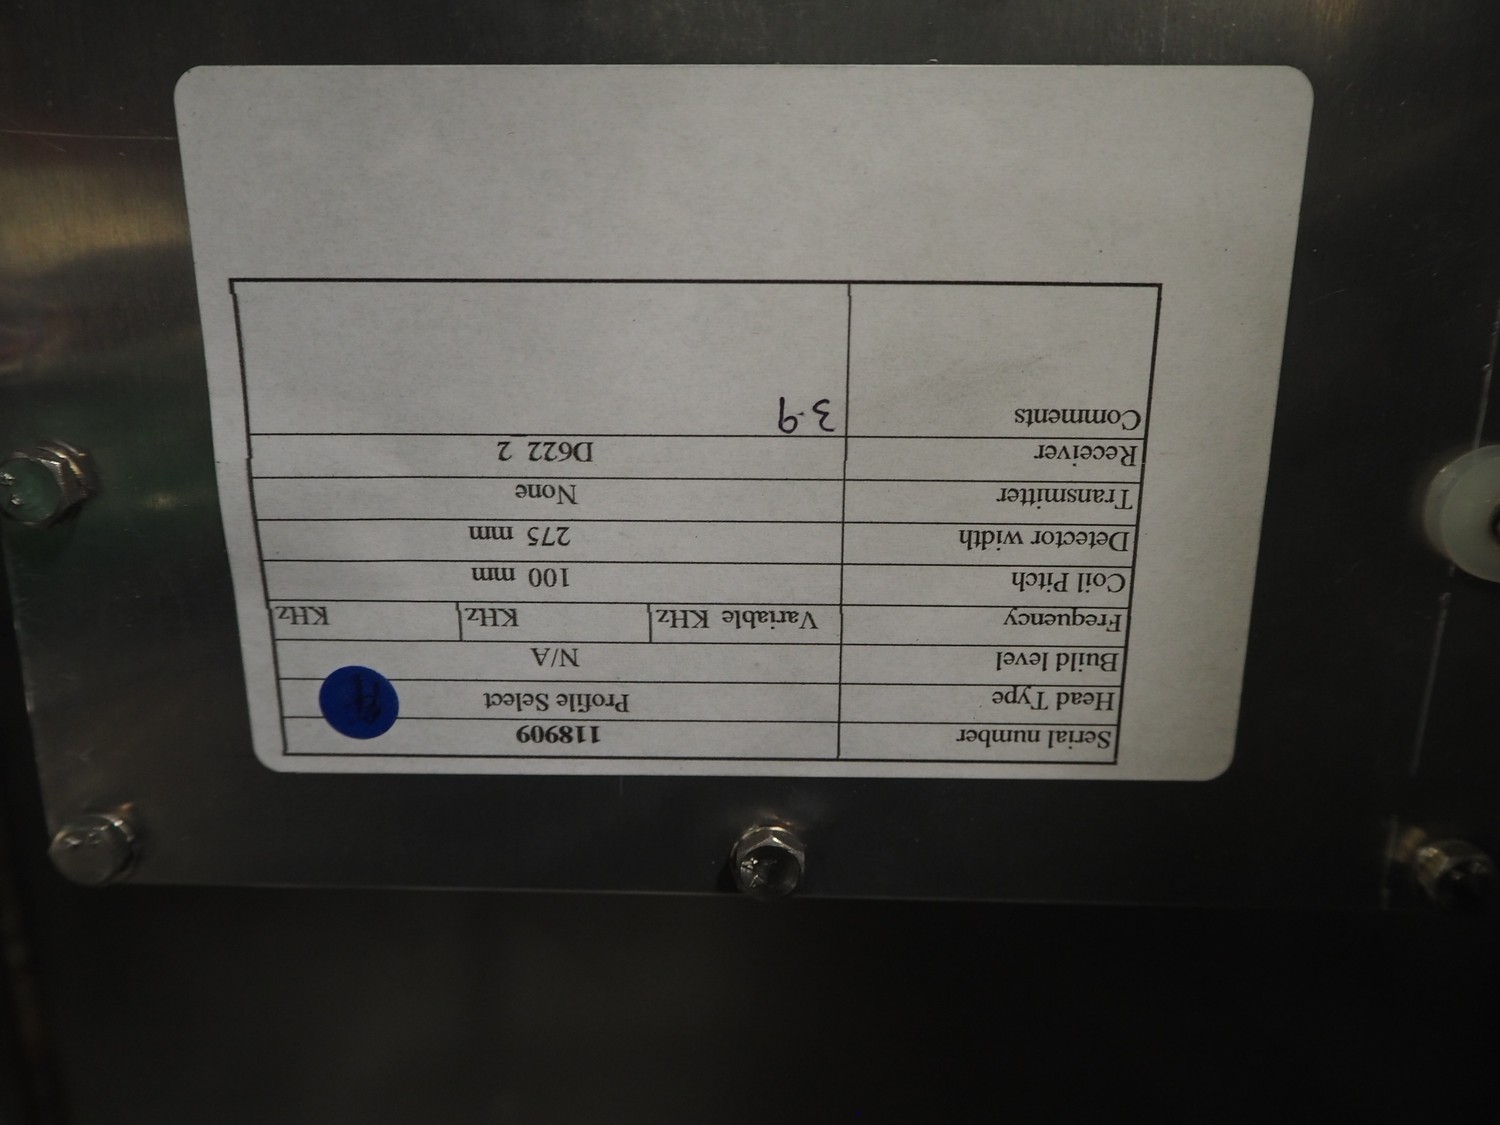 Serial number 118909
Head Type Profile Select
Build level N/A
Frequency Variable KHz KHz KHz
Coil Pitch 100 mm
Detector width 275 mm
Transmitter None
Receiver D622 2
Comments 3.9